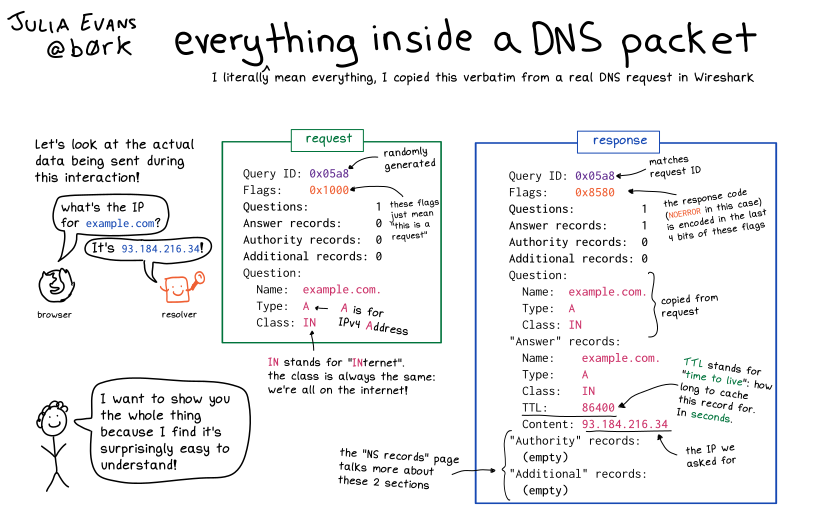 JULIA EVANS
@børk
everything inside a DNS packet
I literally mean everything, I copied this verbatim from a real DNS request in Wireshark
Let's look at the actual
data being sent during
this interaction!
what's the IP
for example.com?
It's 93.184.216.34!
browser
resolver
I want to show you
the whole thing
because I find it's
surprisingly easy to
understand!
request
Query ID: 0x05a8
randomly
generated
Flags: 0x1000
these flags
just mean
"this is a
request"
Questions: 1
Answer records: 0
Authority records: 0
Additional records: 0
Question:
Name: example.com.
Type: A
A is for
IPv4 Address
Class: IN
IN stands for "INternet".
the class is always the same:
we're all on the internet!
response
Query ID: 0x05a8
matches
request ID
Flags: 0x8580
the response code
(NOERROR in this case)
is encoded in the last
4 bits of these flags
Questions: 1
Answer records: 1
Authority records: 0
Additional records: 0
Question:
Name: example.com.
Type: A
Class: IN
copied from
request
"Answer" records:
Name: example.com.
Type: A
Class: IN
TTL: 86400
TTL stands for
"time to live": how
long to cache
this record for.
In seconds.
Content: 93.184.216.34
the IP we
asked for
"Authority" records:
(empty)
"Additional" records:
(empty)
the "NS records" page
talks more about
these 2 sections